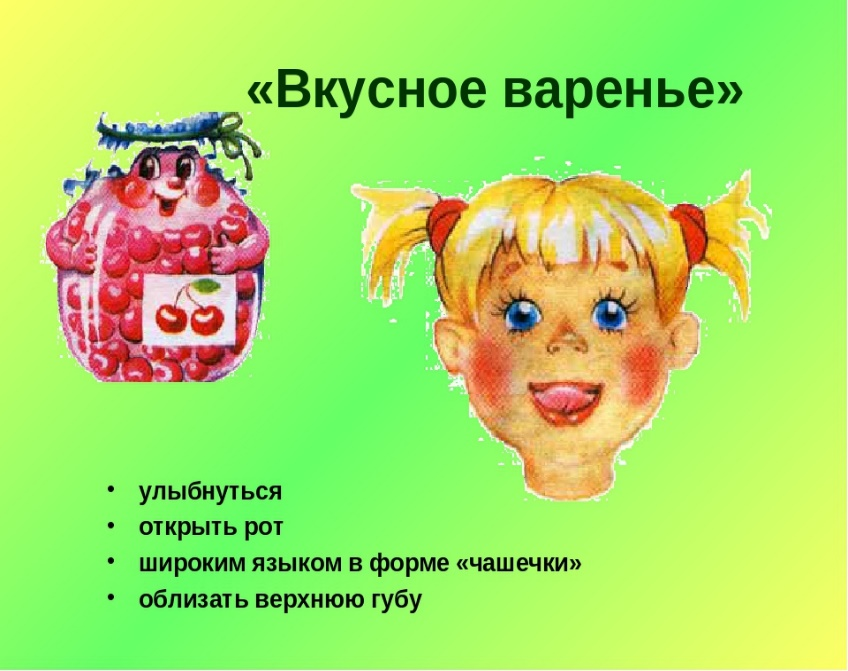 «Вкусное варенье»
• улыбнуться
• открыть рот
• широким языком в форме «чашечки»
• облизать верхнюю губу